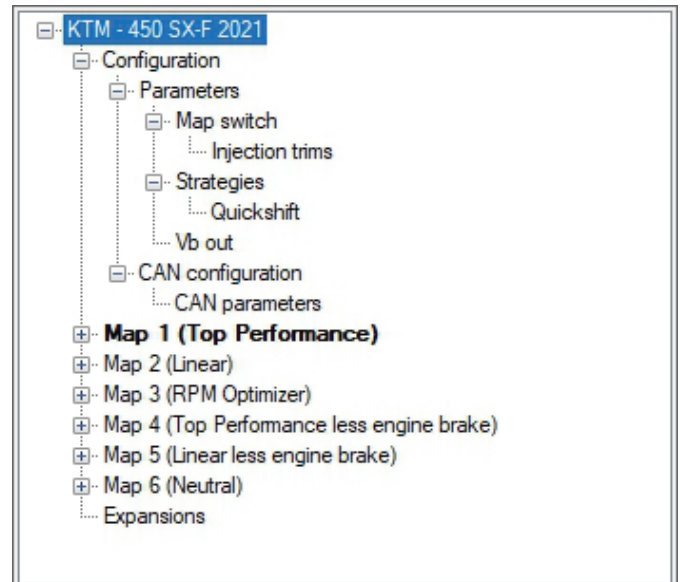 KTM - 450 SX-F 2021
Configuration
Parameters
Map switch
Injection trims
Strategies
Quickshift
Vb out
CAN configuration
CAN parameters
Map 1 (Top Performance)
Map 2 (Linear)
Map 3 (RPM Optimizer)
Map 4 (Top Performance less engine brake)
Map 5 (Linear less engine brake)
Map 6 (Neutral)
Expansions